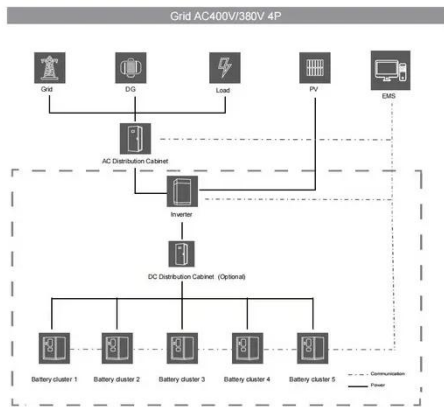 Grid AC400V/380V 4P
Grid
DG
Load
PV
EMS
AC Distribution Cabinet
Inverter
DC Distribution Cabinet (Optional)
Battery cluster 1
Battery cluster 2
Battery cluster 3
Battery cluster 4
Battery cluster 5
Communication
Power